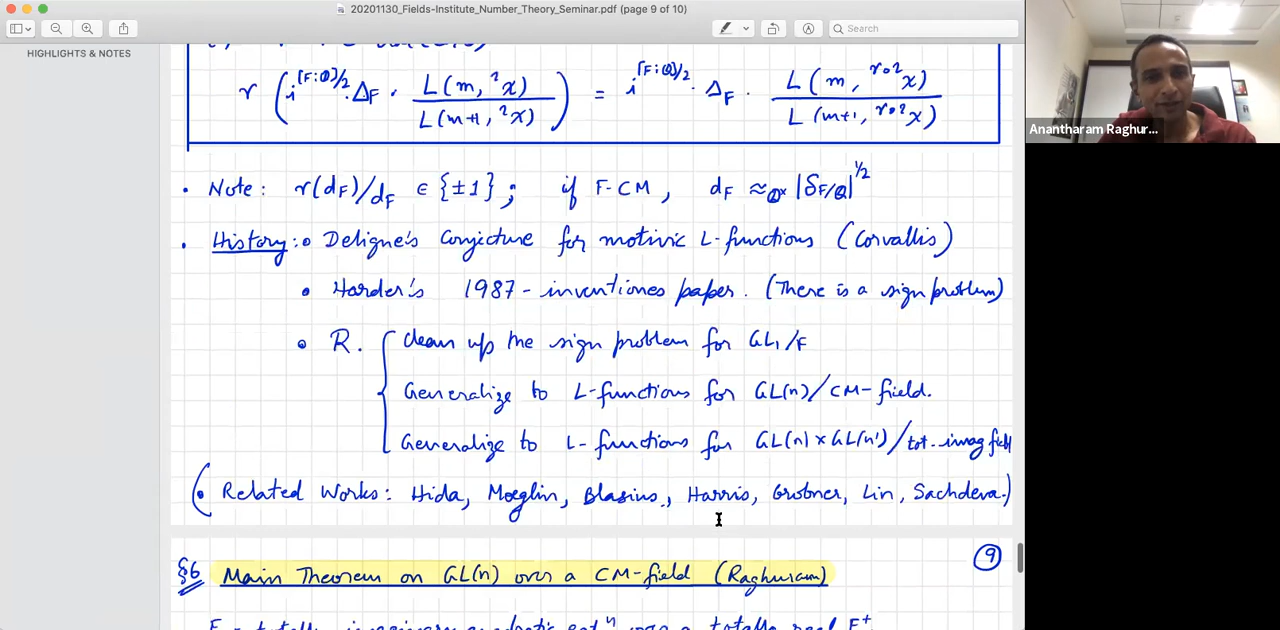 20201130_Fields-Institute_Number_Theory_Seminar.pdf (page 9 of 10)
Search
HIGHLIGHTS & NOTES
Anantharam Raghur...
r ( i^{[F:Q]/2} · Δ_F · L(m, ²χ) / L(m+1, ²χ) ) = i^{[F:Q]/2} · Δ_F · L(m, ^{r∘²}χ) / L(m+1, ^{r∘²}χ)
• Note: r(d_F)/d_F ∈ {±1} ; if F-CM, d_F ≈_{Q^×} |δ_{F/Q}|^{1/2}
• History: • Deligne's Conjecture for motivic L-functions (Corvallis)
• Harder's 1987 - inventiones paper. (There is a sign problem)
• R. { Clean up the sign problem for GL_1/F
Generalize to L-functions for GL(n)/CM-field.
Generalize to L-functions for GL(n)×GL(n')/tot. imag field
(• Related Works: Hida, Moeglin, Blasius, Harris, Grobner, Lin, Sachdeva.)
§6 Main Theorem on GL(n) over a CM-field (Raghuram)
9